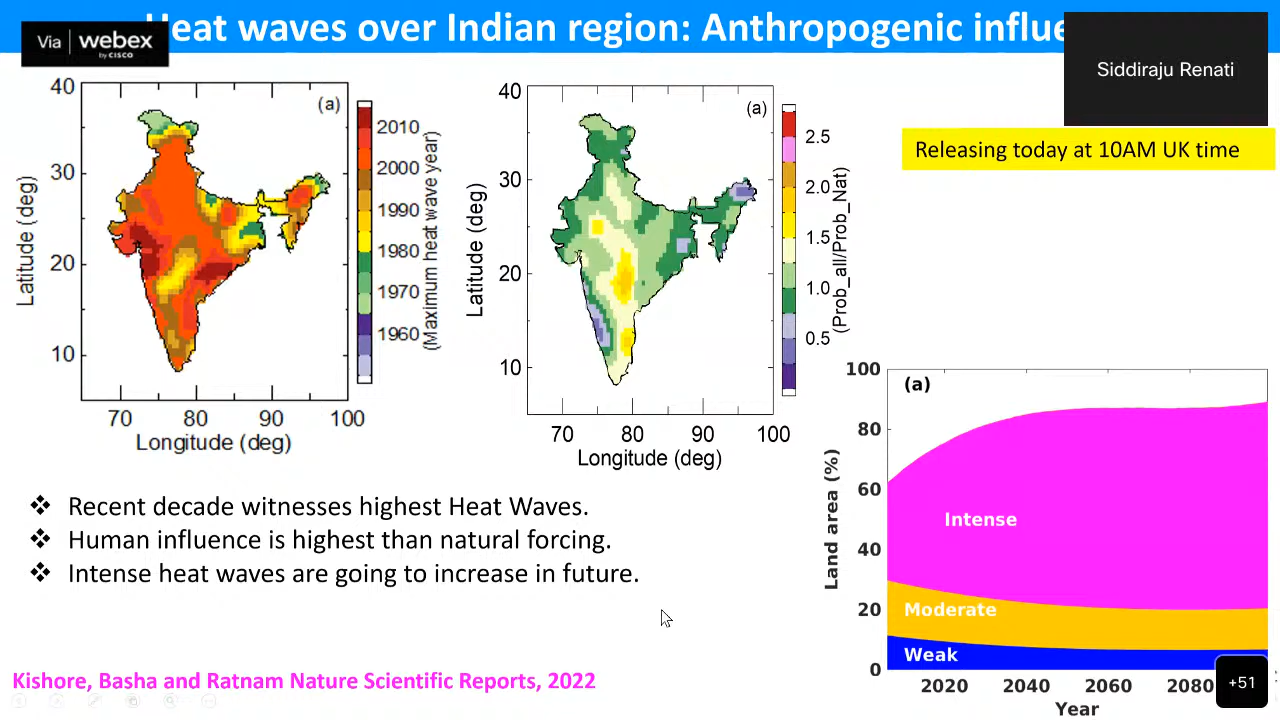 Heat waves over Indian region: Anthropogenic influe
Via webex
by CISCO
Siddiraju Renati
Releasing today at 10AM UK time
(a)
40
30
20
10
70 80 90 100
Longitude (deg)
Latitude (deg)
2010
2000
1990
1980
1970
1960
(Maximum heat wave year)
(a)
40
30
20
10
70 80 90 100
Longitude (deg)
Latitude (deg)
2.5
2.0
1.5
1.0
0.5
(Prob_all/Prob_Nat)
❖ Recent decade witnesses highest Heat Waves.
❖ Human influence is highest than natural forcing.
❖ Intense heat waves are going to increase in future.
(a)
100
80
60
40
20
0
Land area (%)
Intense
Moderate
Weak
2020 2040 2060 2080
Year
+51
Kishore, Basha and Ratnam Nature Scientific Reports, 2022